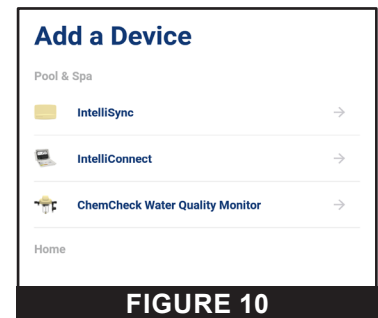 Add a Device
Pool & Spa
IntelliSync
IntelliConnect
ChemCheck Water Quality Monitor
Home
FIGURE 10